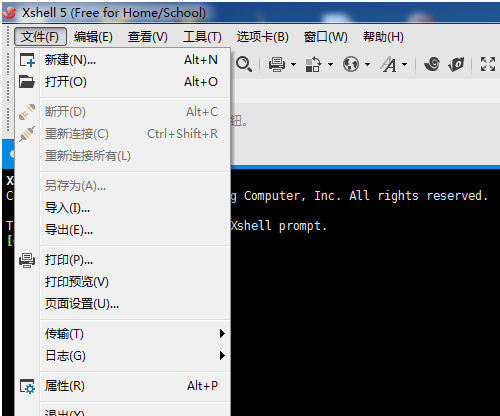 Xshell 5 (Free for Home/School)
文件(F) 编辑(E) 查看(V) 工具(T) 选项卡(B) 窗口(W) 帮助(H)
新建(N)... Alt+N
打开(O) Alt+O
断开(D) Alt+C
重新连接(C) Ctrl+Shift+R
重新连接所有(L)
钮。
另存为(A)...
导入(I)...
导出(E)...
打印(P)...
打印预览(V)
页面设置(U)...
传输(T)
日志(G)
属性(R) Alt+P
退出(X)
X
C g Computer, Inc. All rights reserved.
T Xshell prompt.
[